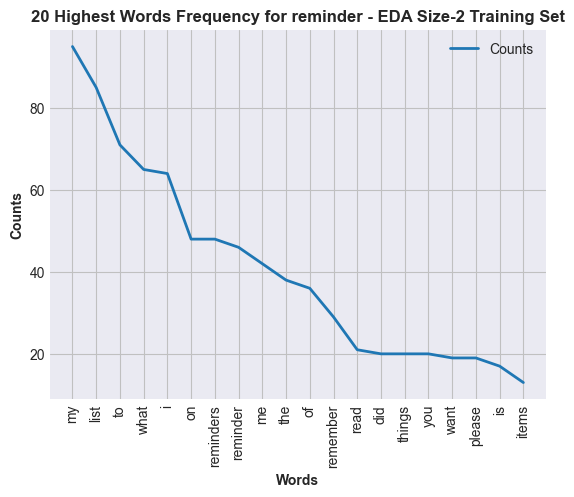 20 Highest Words Frequency for reminder - EDA Size-2 Training Set
Counts
Counts
80
60
40
20
my
list
to
what
i
on
reminders
reminder
me
the
of
remember
read
did
things
you
want
please
is
items
Words